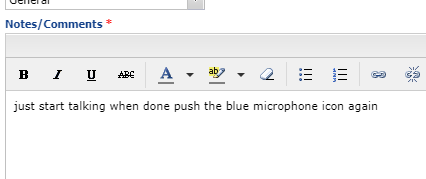 General
Notes/Comments *
B I U ABC A ab
just start talking when done push the blue microphone icon again